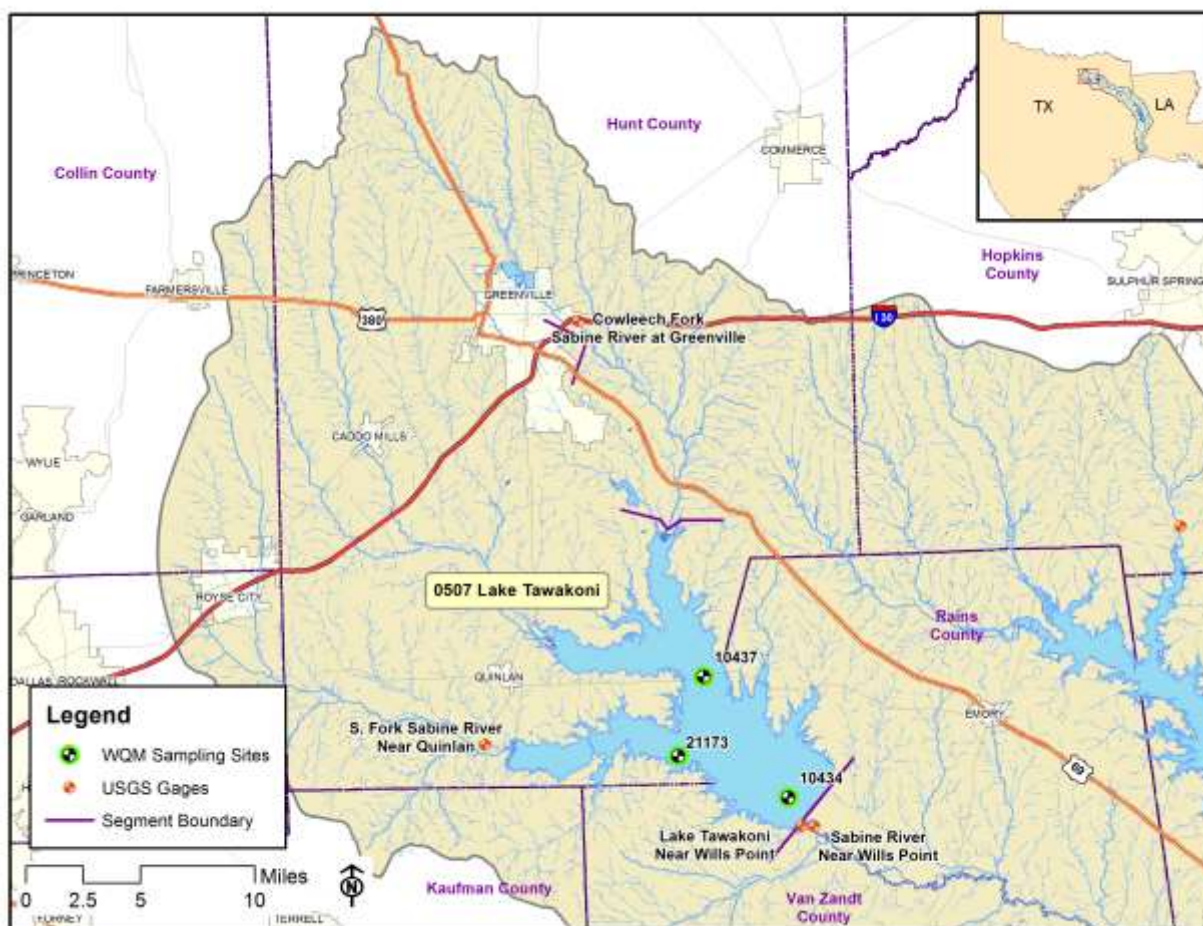 Hunt County
COMMERCE
Collin County
TX
LA
Hopkins
County
PRINCETON
FARMERSVILLE
SULPHUR SPRING
GREENVILLE
380
I 30
Cowleech Fork
Sabine River at Greenville
CADDO MILLS
WYLIE
GARLAND
0507 Lake Tawakoni
ROYSE CITY
Rains
County
10437
QUINLAN
DALLAS
ROCKWALL
EMORY
S. Fork Sabine River
Near Quinlan
21173
69
10434
Lake Tawakoni
Near Wills Point
Sabine River
Near Wills Point
Legend
WQM Sampling Sites
USGS Gages
Segment Boundary
Miles
0 2.5 5 10
N
Kaufman County
Van Zandt
County
FORNEY
TERRELL